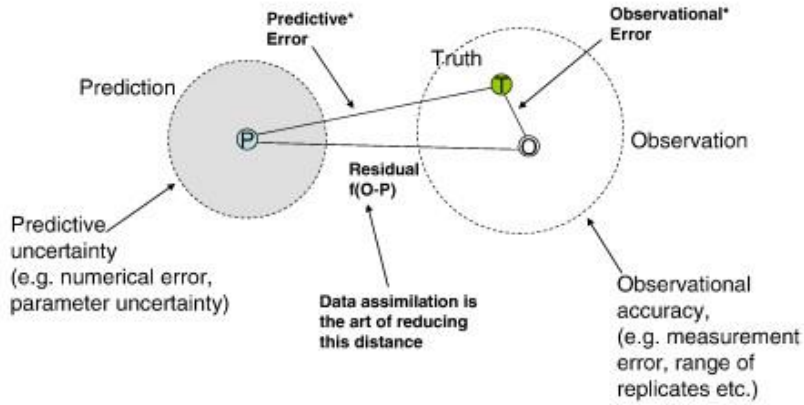 Predictive*
Error
Observational*
Error
Truth
T
Prediction
P
O
Observation
Residual
f(O-P)
Predictive
uncertainty
(e.g. numerical error,
parameter uncertainty)
Data assimilation is
the art of reducing
this distance
Observational
accuracy,
(e.g. measurement
error, range of
replicates etc.)